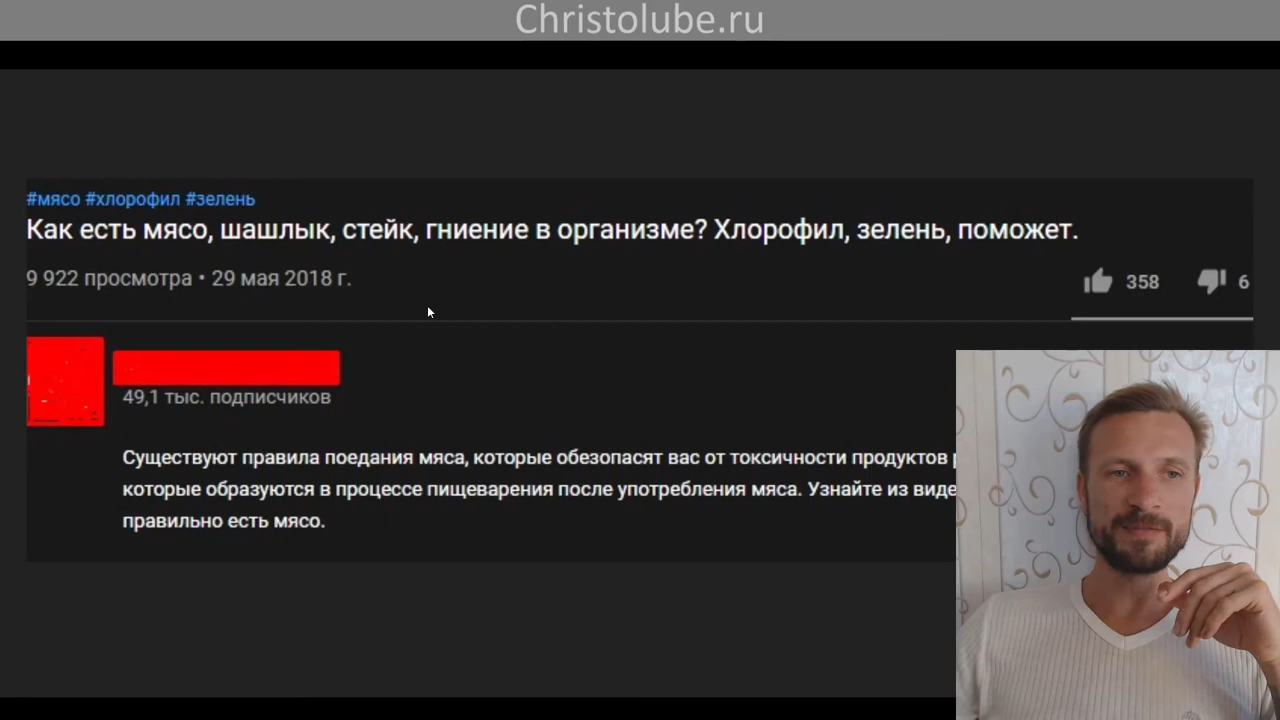 Christolube.ru
#мясо #хлорофил #зелень
Как есть мясо, шашлык, стейк, гниение в организме? Хлорофил, зелень, поможет.
9 922 просмотра • 29 мая 2018 г.
358
6
49,1 тыс. подписчиков
Существуют правила поедания мяса, которые обезопасят вас от токсичности продуктов
которые образуются в процессе пищеварения после употребления мяса. Узнайте из
правильно есть мясо.